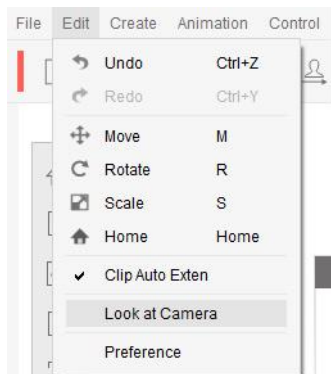 File Edit Create Animation Control
Undo Ctrl+Z
Redo Ctrl+Y
Move M
Rotate R
Scale S
Home Home
Clip Auto Exten
Look at Camera
Preference